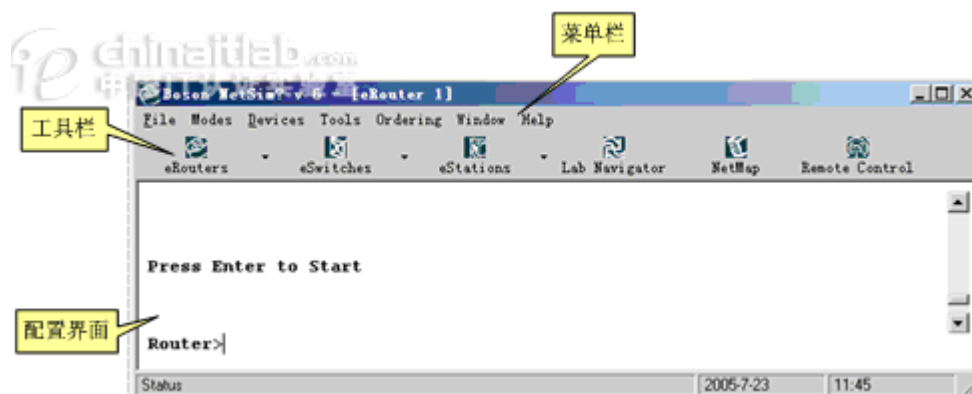 chinaitlab.com
菜单栏
Boson NetSim? v 6 - [eRouter 1]
工具栏
File Modes Devices Tools Ordering Window Help
eRouters eSwitches eStations Lab Navigator NetMap Remote Control
Press Enter to Start
配置界面
Router>
Status 2005-7-23 11:45